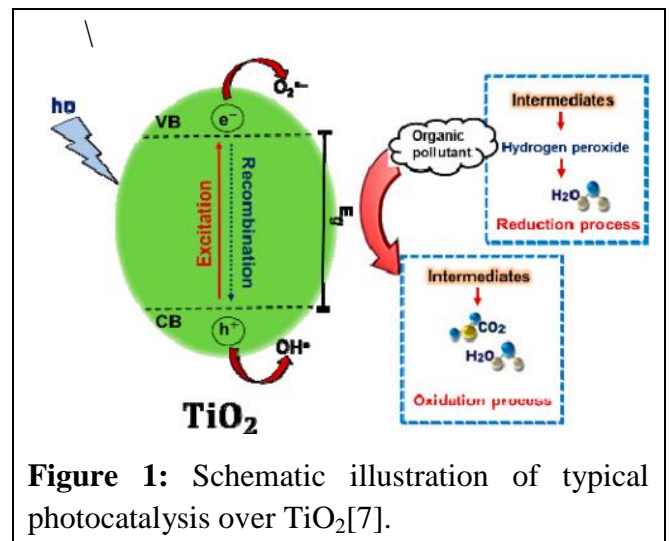 \
hυ
O₂•−
VB
e⁻
Excitation
Recombination
Eg
CB
h⁺
OH•
TiO₂
Organic
pollutant
Intermediates
Hydrogen peroxide
H₂O
Reduction process
Intermediates
CO₂
H₂O
Oxidation process
Figure 1: Schematic illustration of typical
photocatalysis over TiO₂[7].